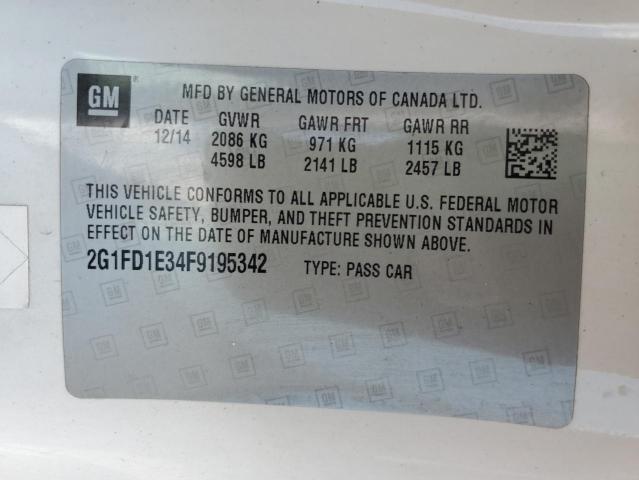 GM®
MFD BY GENERAL MOTORS OF CANADA LTD.
DATE GVWR GAWR FRT GAWR RR
12/14 2086 KG 971 KG 1115 KG
4598 LB 2141 LB 2457 LB
THIS VEHICLE CONFORMS TO ALL APPLICABLE U.S. FEDERAL MOTOR
VEHICLE SAFETY, BUMPER, AND THEFT PREVENTION STANDARDS IN
EFFECT ON THE DATE OF MANUFACTURE SHOWN ABOVE.
2G1FD1E34F9195342 TYPE: PASS CAR